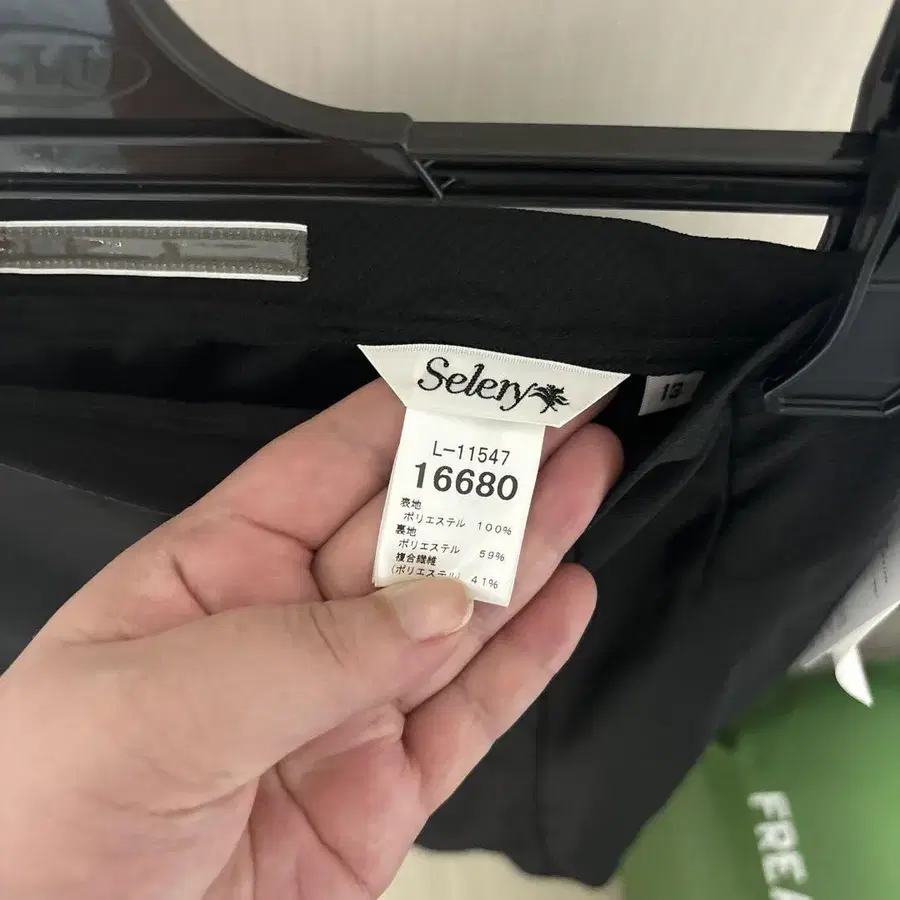 Selery
13
L-11547
16680
表地
ポリエステル 100%
裏地
ポリエステル 59%
複合繊維
(ポリエステル) 41%
FREA